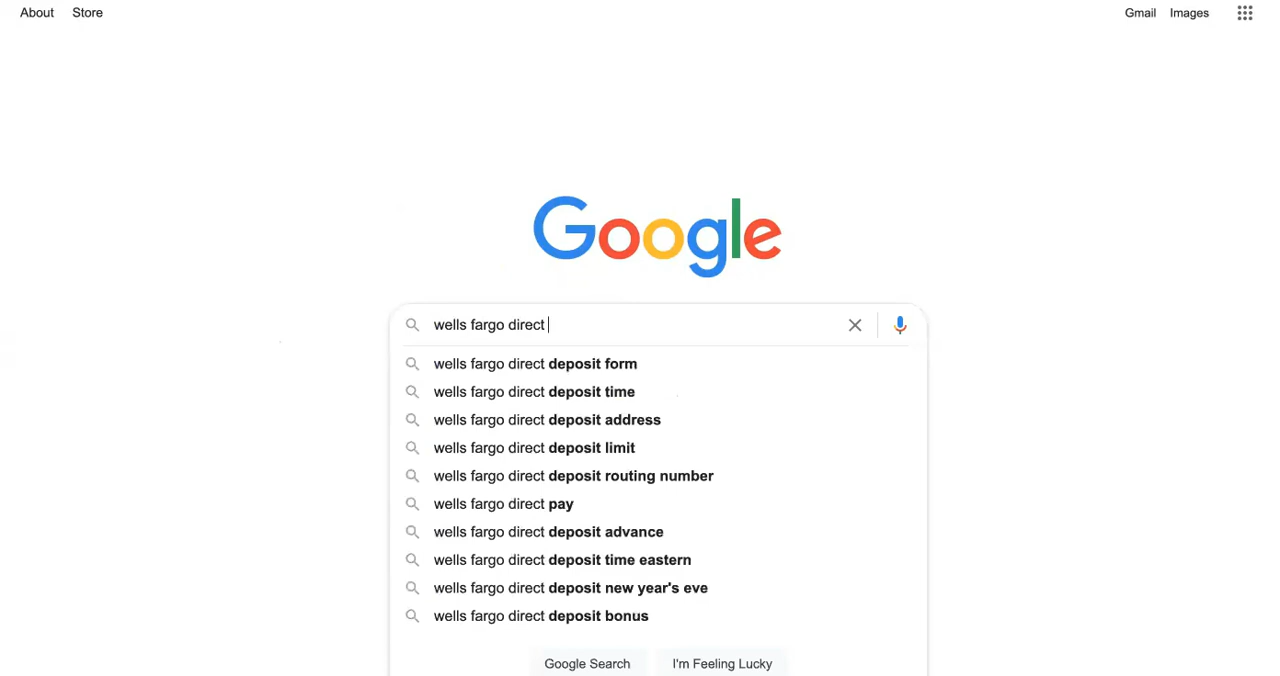 About Store
Gmail Images
Google
wells fargo direct
wells fargo direct deposit form
wells fargo direct deposit time
wells fargo direct deposit address
wells fargo direct deposit limit
wells fargo direct deposit routing number
wells fargo direct pay
wells fargo direct deposit advance
wells fargo direct deposit time eastern
wells fargo direct deposit new year's eve
wells fargo direct deposit bonus
Google Search I'm Feeling Lucky